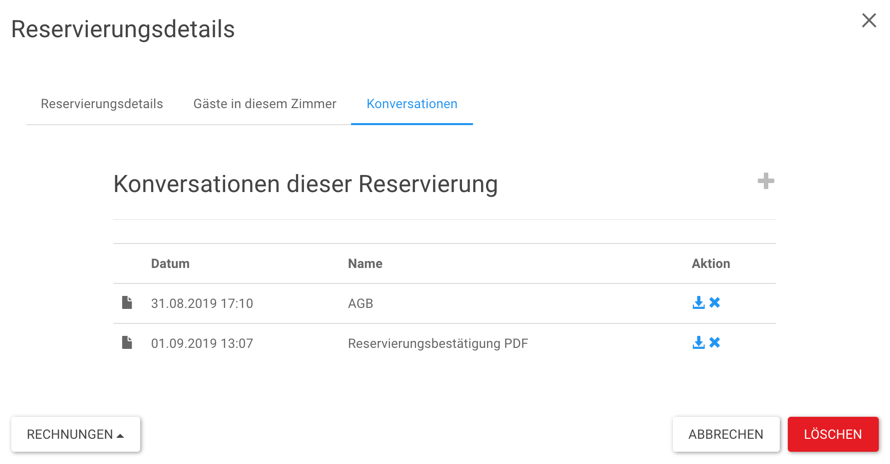 Reservierungsdetails
Reservierungsdetails Gäste in diesem Zimmer Konversationen
Konversationen dieser Reservierung
Datum Name Aktion
31.08.2019 17:10 AGB
01.09.2019 13:07 Reservierungsbestätigung PDF
RECHNUNGEN ABBRECHEN LÖSCHEN